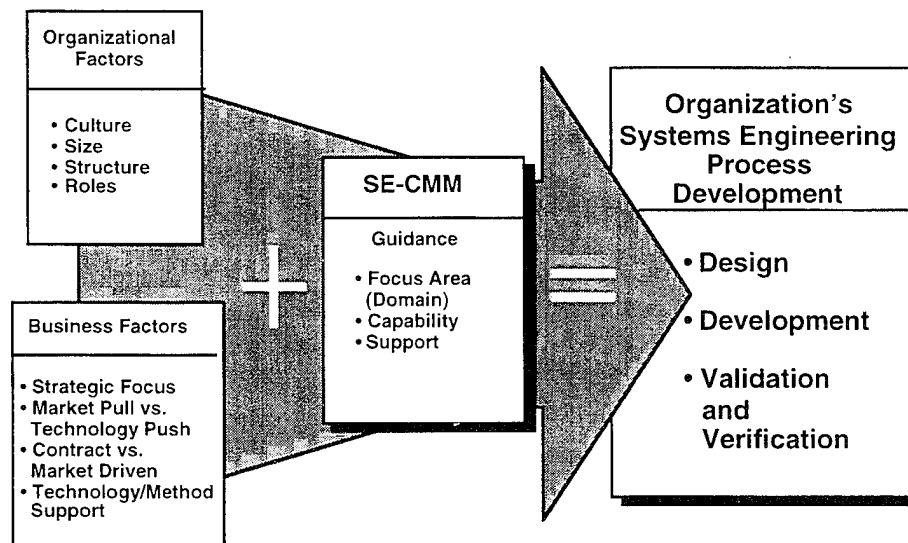 Organizational
Factors
• Culture
• Size
• Structure
• Roles
Business Factors
• Strategic Focus
• Market Pull vs.
Technology Push
• Contract vs.
Market Driven
• Technology/Method
Support
+
SE-CMM
Guidance
• Focus Area
(Domain)
• Capability
• Support
=
Organization's
Systems Engineering
Process
Development
• Design
• Development
• Validation
and
Verification